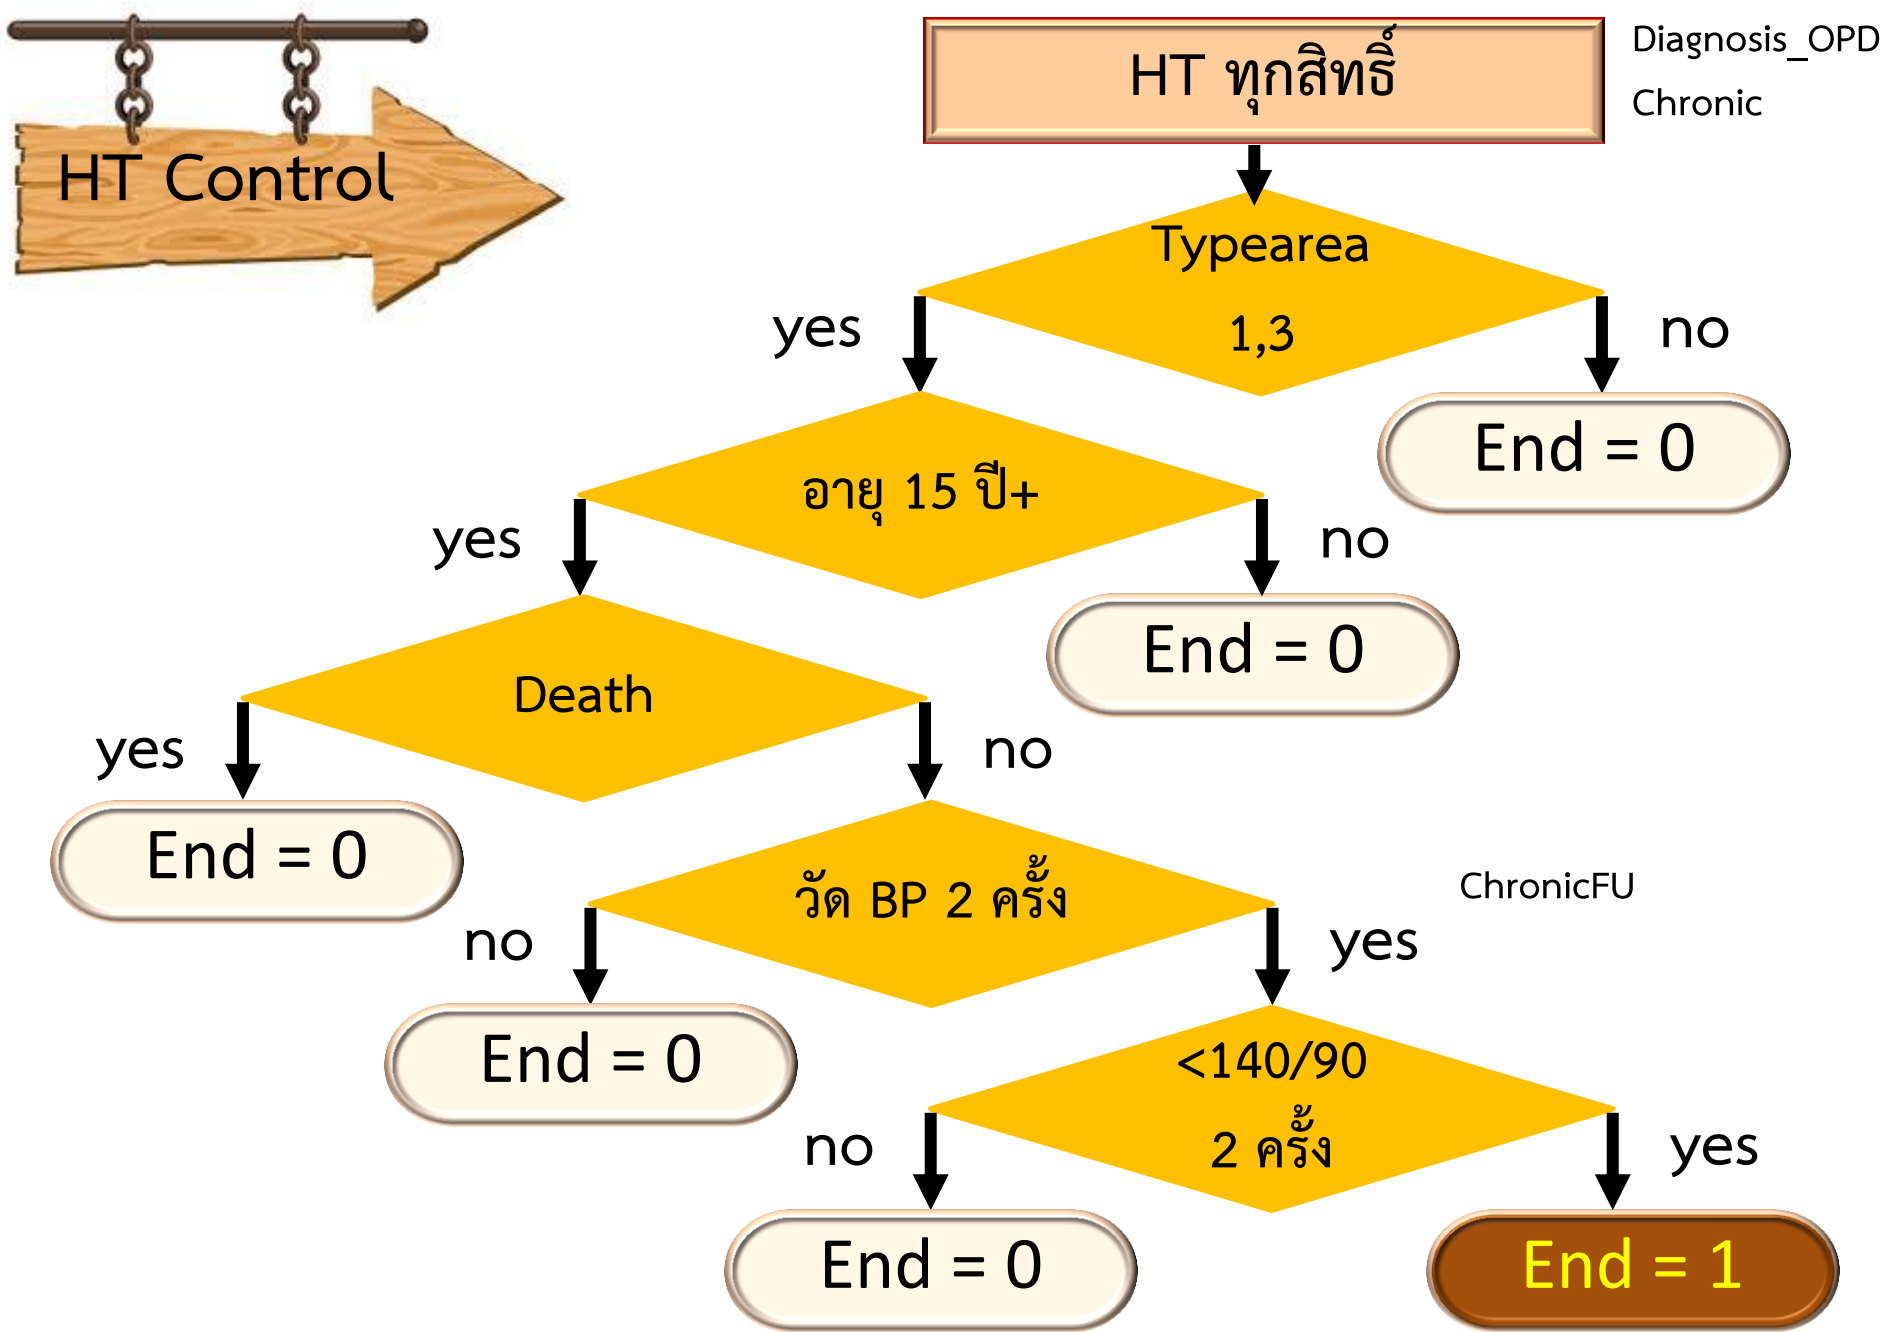 HT Control
HT ทุกสิทธิ์
Diagnosis_OPD
Chronic
Typearea
1,3
yes
no
End = 0
อายุ 15 ปี+
yes
no
End = 0
Death
yes
no
End = 0
วัด BP 2 ครั้ง
ChronicFU
no
yes
End = 0
<140/90
2 ครั้ง
no
yes
End = 0
End = 1